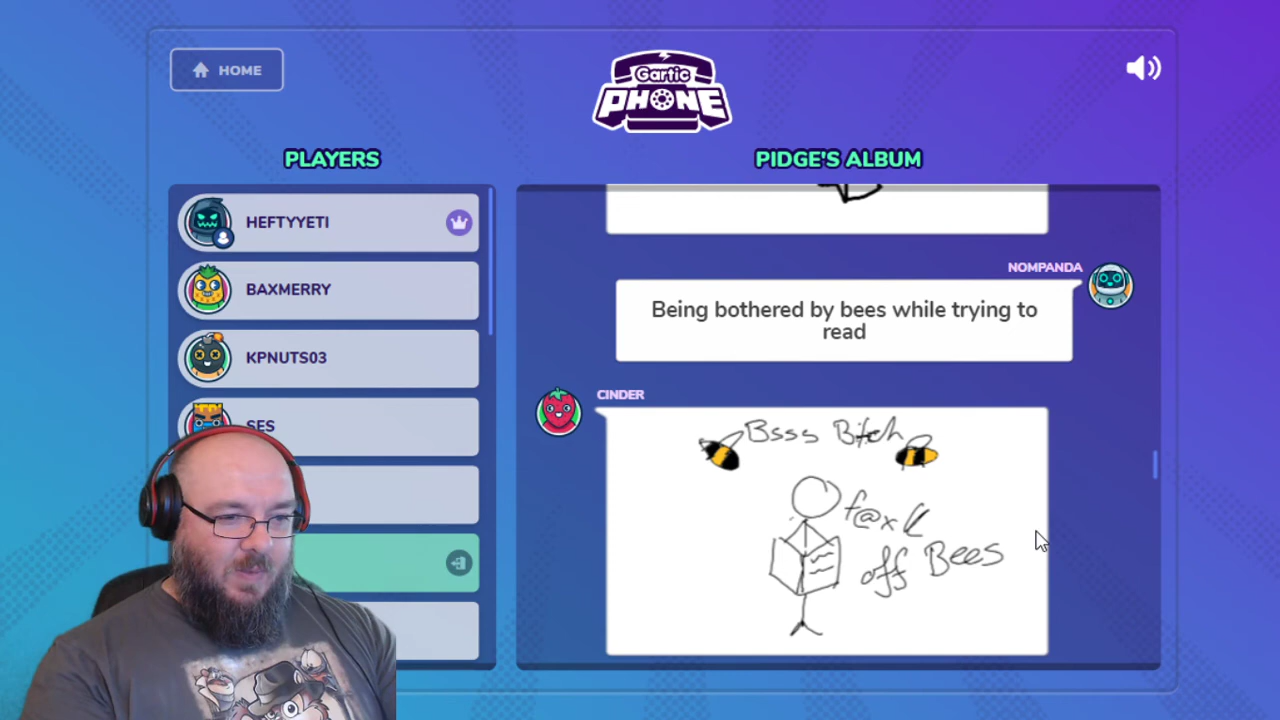 HOME
Gartic
PHONE
PLAYERS
HEFTYYETI
BAXMERRY
KPNUTS03
SES
PIDGE'S ALBUM
NOMPANDA
Being bothered by bees while trying to
read
CINDER
Bsss Bitch
f@xk
off Bees